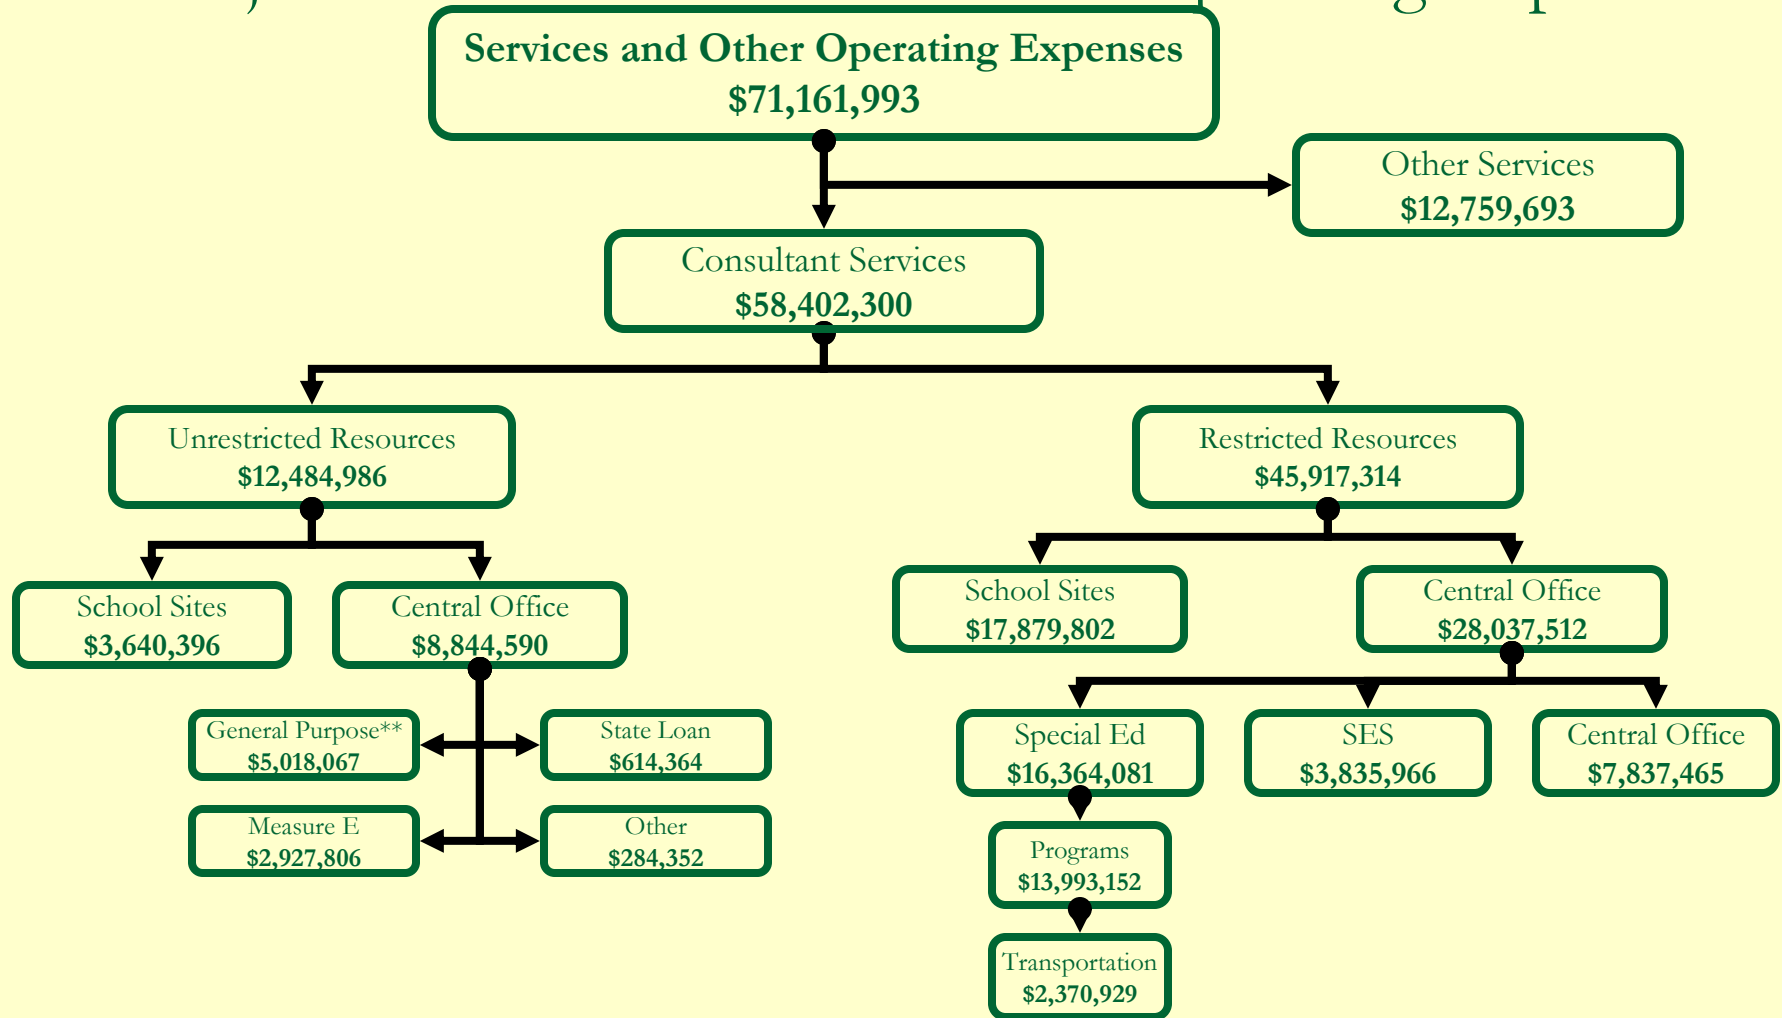 Services and Other Operating Expenses
$71,161,993
Other Services
$12,759,693
Consultant Services
$58,402,300
Unrestricted Resources
$12,484,986
Restricted Resources
$45,917,314
School Sites
$3,640,396
Central Office
$8,844,590
School Sites
$17,879,802
Central Office
$28,037,512
General Purpose**
$5,018,067
State Loan
$614,364
Measure E
$2,927,806
Other
$284,352
Special Ed
$16,364,081
SES
$3,835,966
Central Office
$7,837,465
Programs
$13,993,152
Transportation
$2,370,929